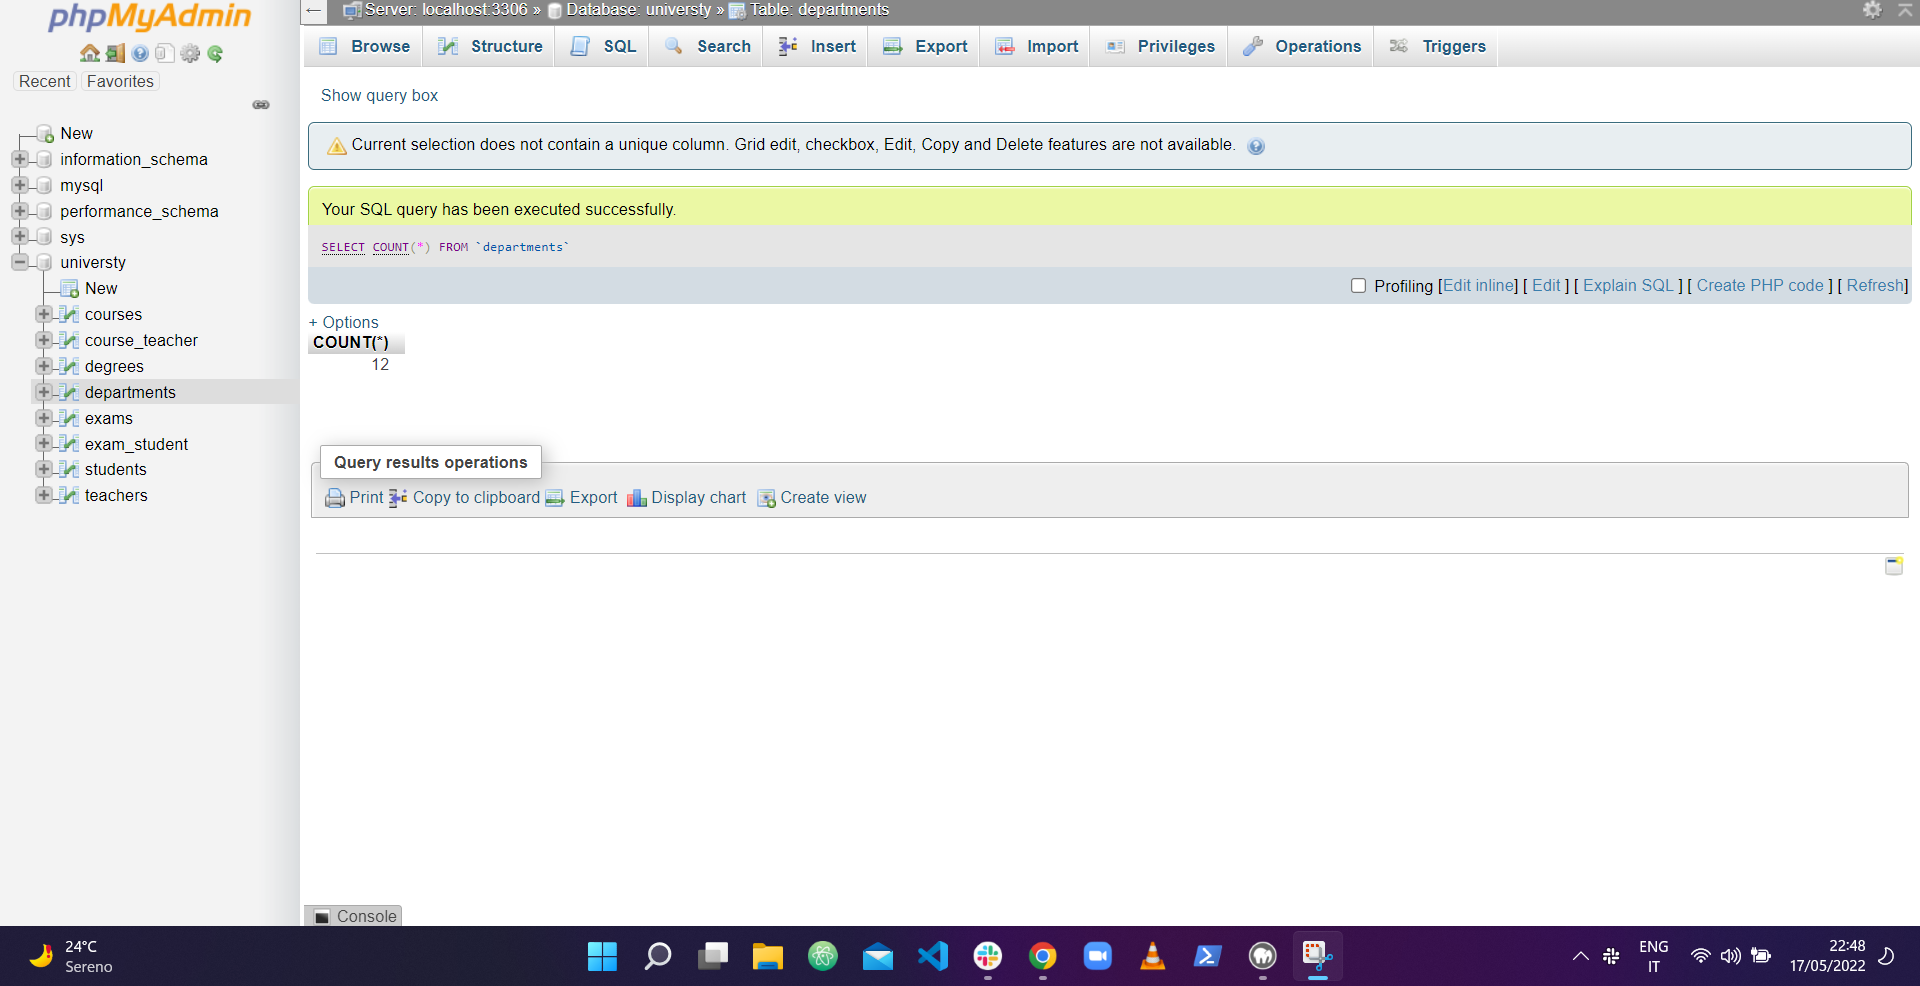 phpMyAdmin
Recent Favorites
New
information_schema
mysql
performance_schema
sys
universty
New
courses
course_teacher
degrees
departments
exams
exam_student
students
teachers
Server: localhost:3306 » Database: universty » Table: departments
Browse Structure SQL Search Insert Export Import Privileges Operations Triggers
Show query box
Current selection does not contain a unique column. Grid edit, checkbox, Edit, Copy and Delete features are not available.
Your SQL query has been executed successfully.
SELECT COUNT(*) FROM `departments`
Profiling [Edit inline] [ Edit ] [ Explain SQL ] [ Create PHP code ] [ Refresh]
+ Options
COUNT(*)
12
Query results operations
Print Copy to clipboard Export Display chart Create view
Console
24°C
Sereno
ENG
IT
22:48
17/05/2022